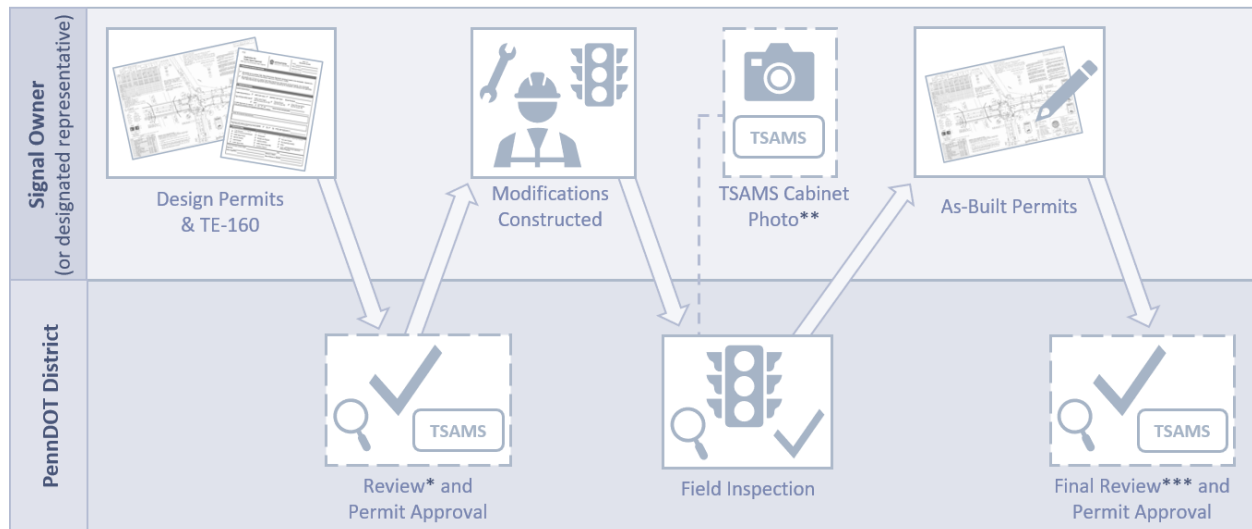 Signal Owner
(or designated representative)
Design Permits
& TE-160
Modifications
Constructed
TSAMS
TSAMS Cabinet
Photo**
As-Built Permits
PennDOT District
TSAMS
Review* and
Permit Approval
Field Inspection
TSAMS
Final Review*** and
Permit Approval